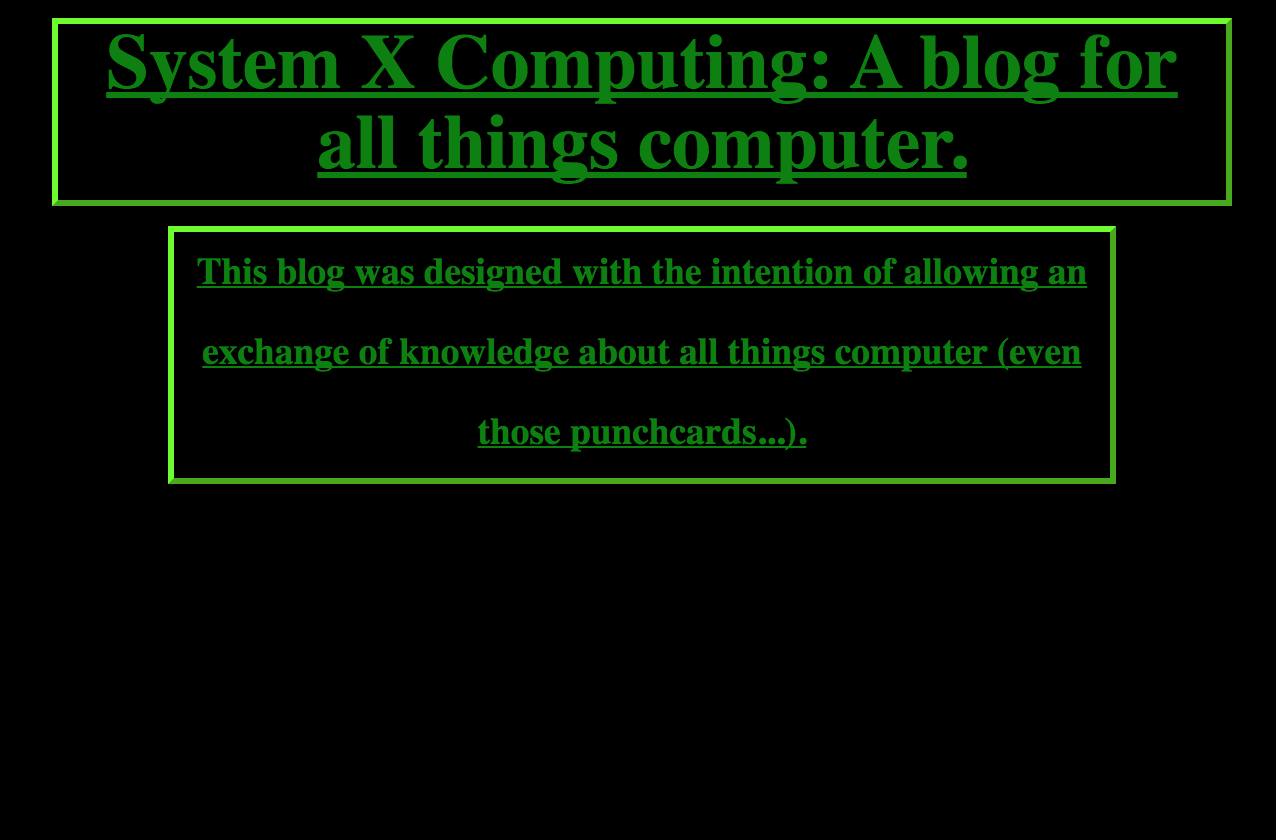 System X Computing: A blog for
all things computer.
This blog was designed with the intention of allowing an
exchange of knowledge about all things computer (even
those punchcards...).